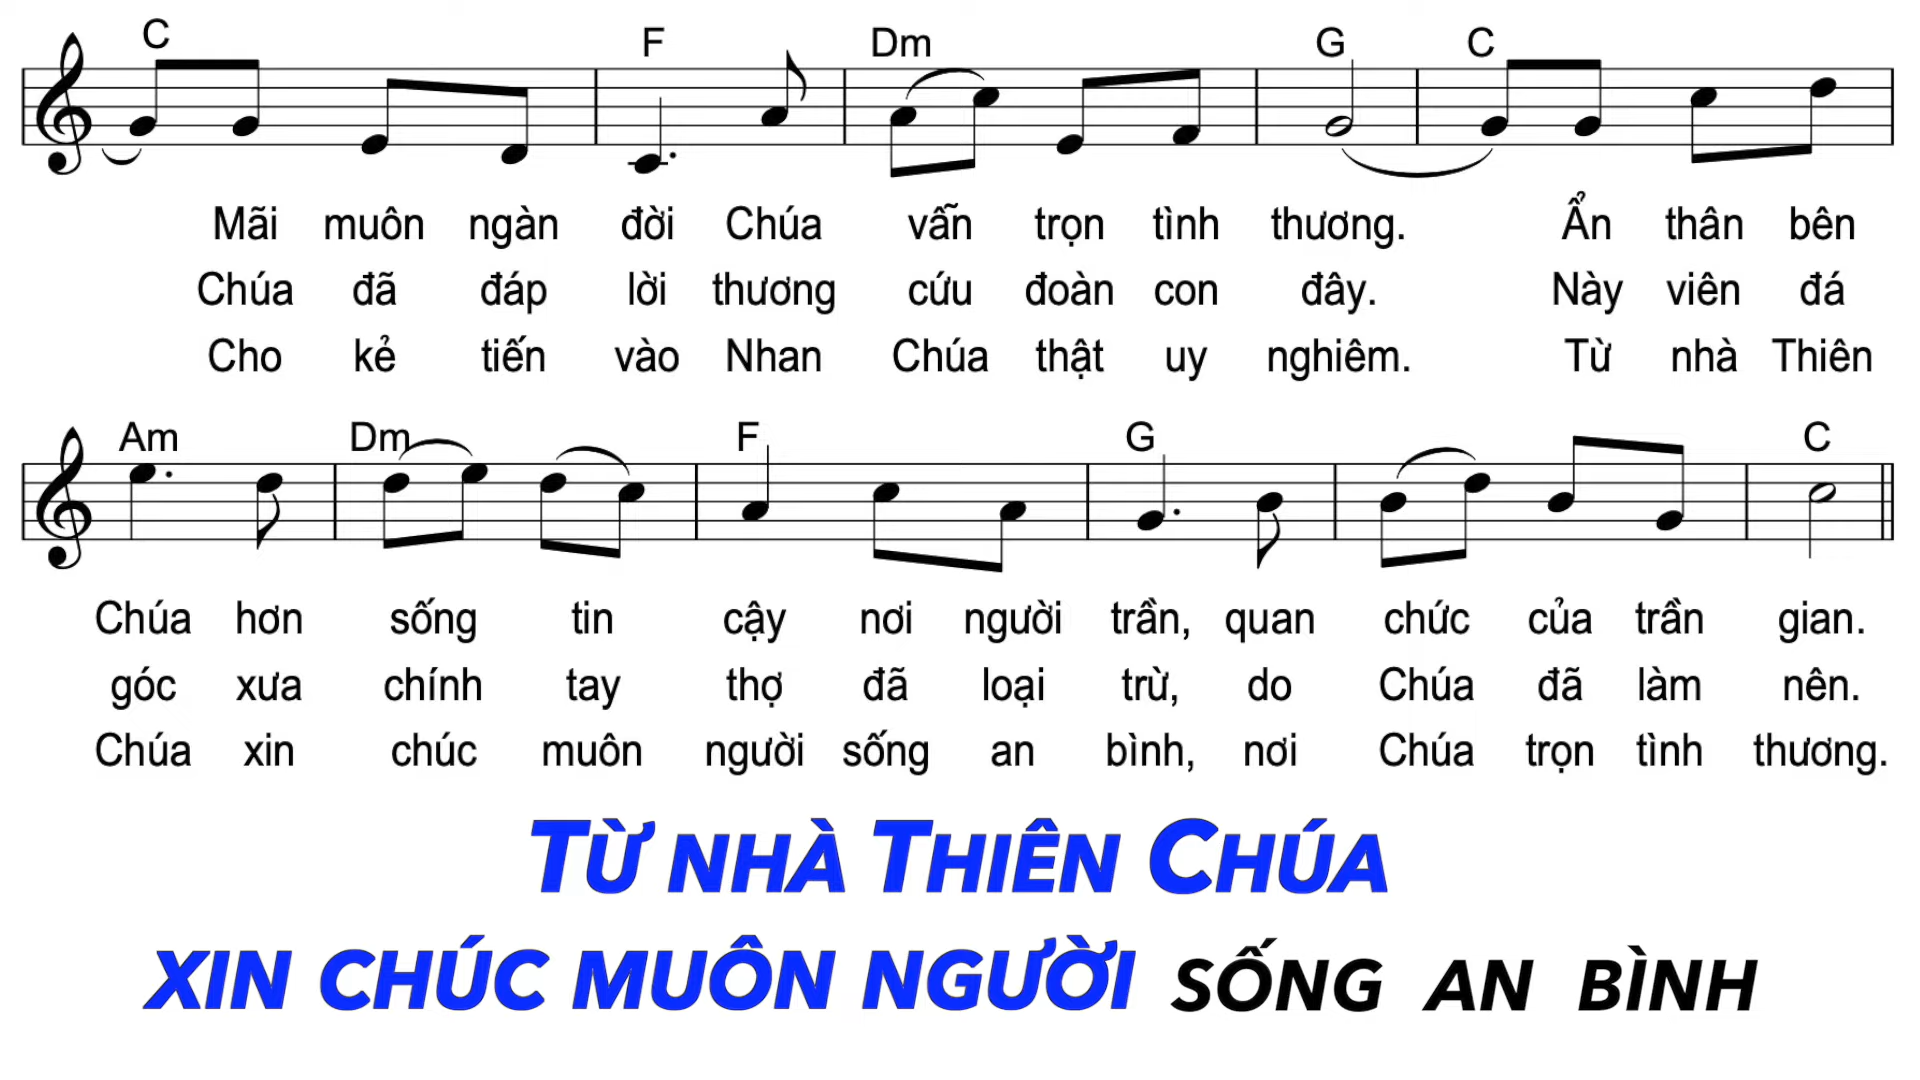 C F Dm G C
Mãi muôn ngàn đời Chúa vẫn trọn tình thương. Ẩn thân bên
Chúa đã đáp lời thương cứu đoàn con đây. Này viên đá
Cho kẻ tiến vào Nhan Chúa thật uy nghiêm. Từ nhà Thiên
Am Dm F G C
Chúa hơn sống tin cậy nơi người trần, quan chức của trần gian.
góc xưa chính tay thợ đã loại trừ, do Chúa đã làm nên.
Chúa xin chúc muôn người sống an bình, nơi Chúa trọn tình thương.
TỪ NHÀ THIÊN CHÚA
XIN CHÚC MUÔN NGƯỜI SỐNG AN BÌNH